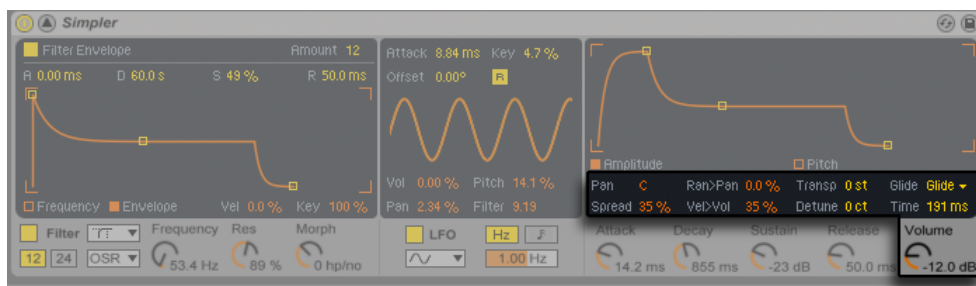 Simpler
Filter Envelope Amount 12
A 0.00 ms D 60.0 s S 49 % R 50.0 ms
Frequency Envelope Vel 0.0 % Key 100 %
Attack 8.84 ms Key 4.7 %
Offset 0.00° R
Vol 0.00 % Pitch 14.1 %
Pan 2.34 % Filter 9.19
Amplitude Pitch
Pan C Ran>Pan 0.0 % Transp 0 st Glide Glide
Spread 35 % Vel>Vol 35 % Detune 0 ct Time 191 ms
Filter Frequency Res Morph
12 24 OSR 53.4 Hz 89 % 0 hp/no
LFO Hz
1.00 Hz
Attack Decay Sustain Release Volume
14.2 ms 855 ms -23 dB 50.0 ms -12.0 dB